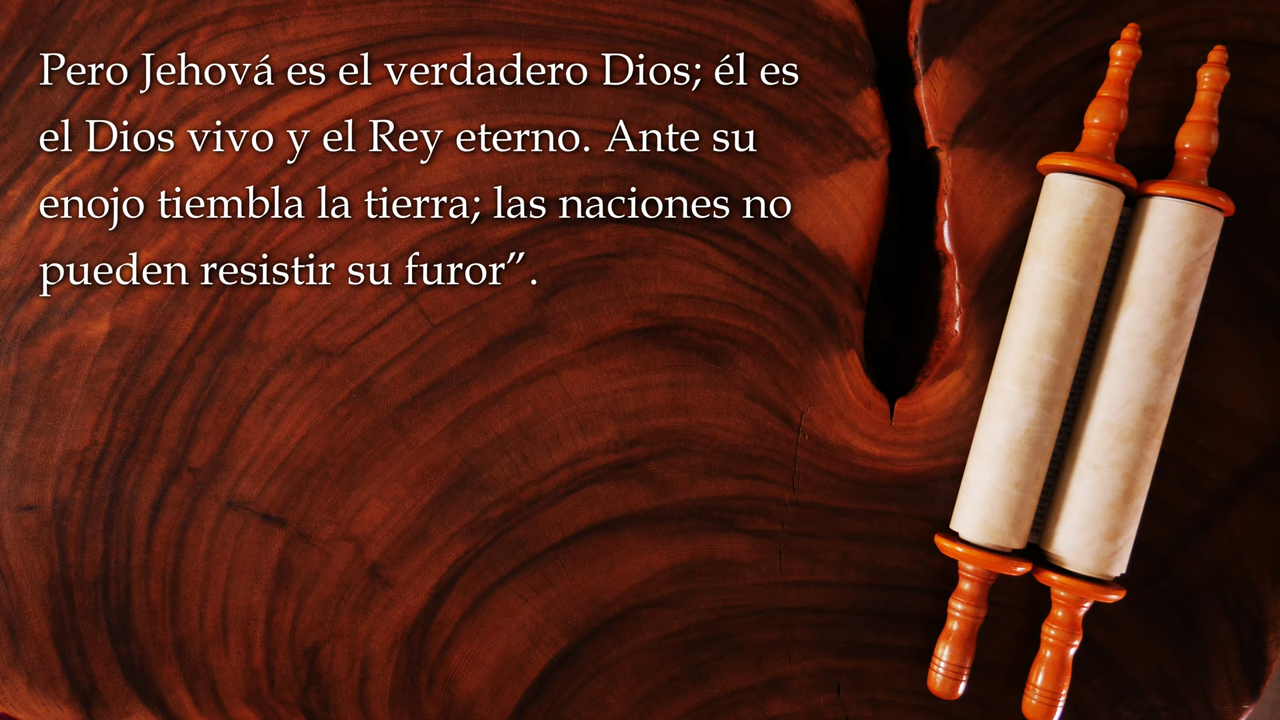 Pero Jehová es el verdadero Dios; él es
el Dios vivo y el Rey eterno. Ante su
enojo tiembla la tierra; las naciones no
pueden resistir su furor”.